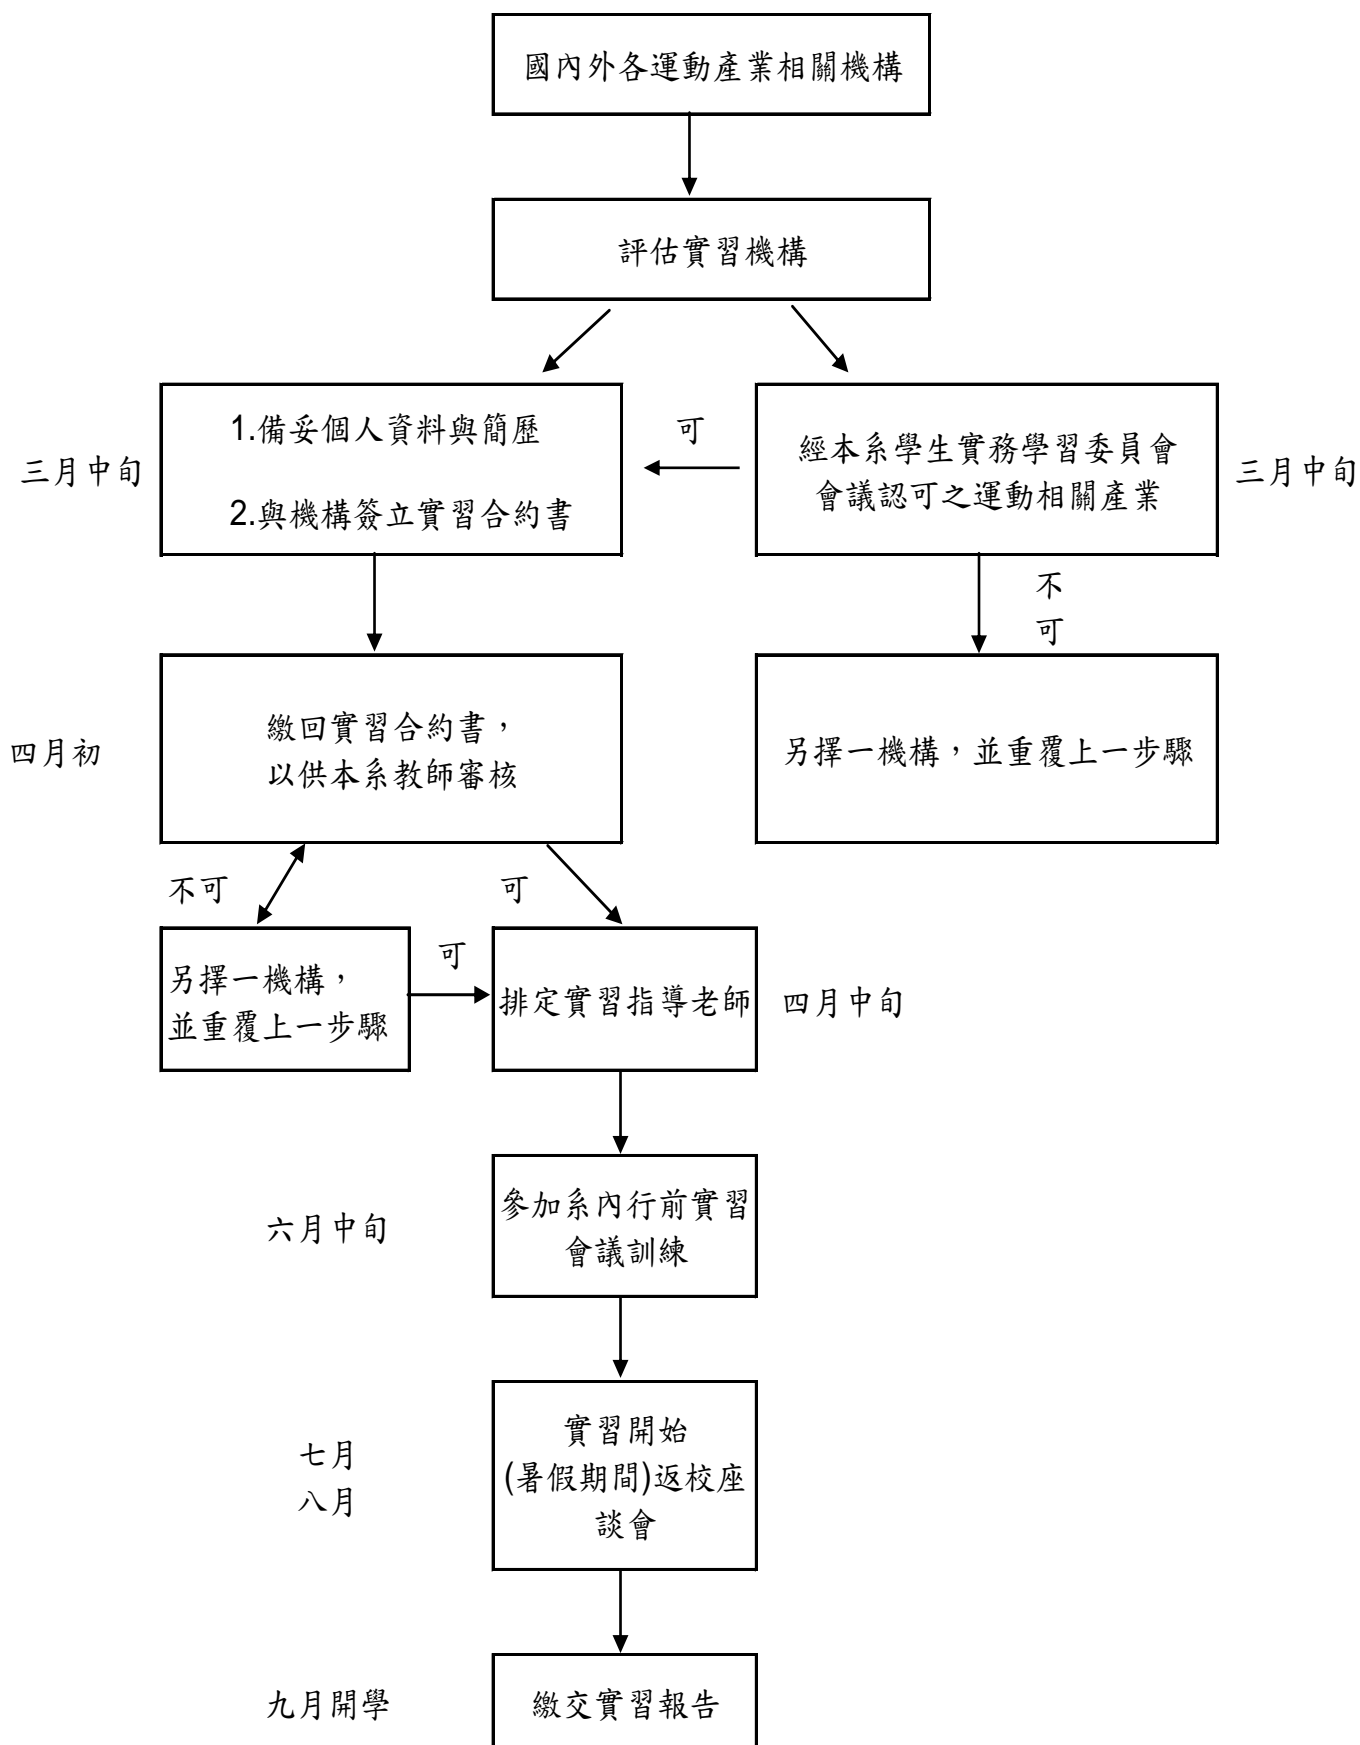 國內外各運動產業相關機構
評估實習機構
三月中旬
1.備妥個人資料與簡歷
2.與機構簽立實習合約書
可
經本系學生實務學習委員會
會議認可之運動相關產業
三月中旬
不
可
四月初
繳回實習合約書，
以供本系教師審核
另擇一機構，並重覆上一步驟
不可
可
另擇一機構，
並重覆上一步驟
可
排定實習指導老師
四月中旬
六月中旬
參加系內行前實習
會議訓練
七月
八月
實習開始
(暑假期間)返校座
談會
九月開學
繳交實習報告